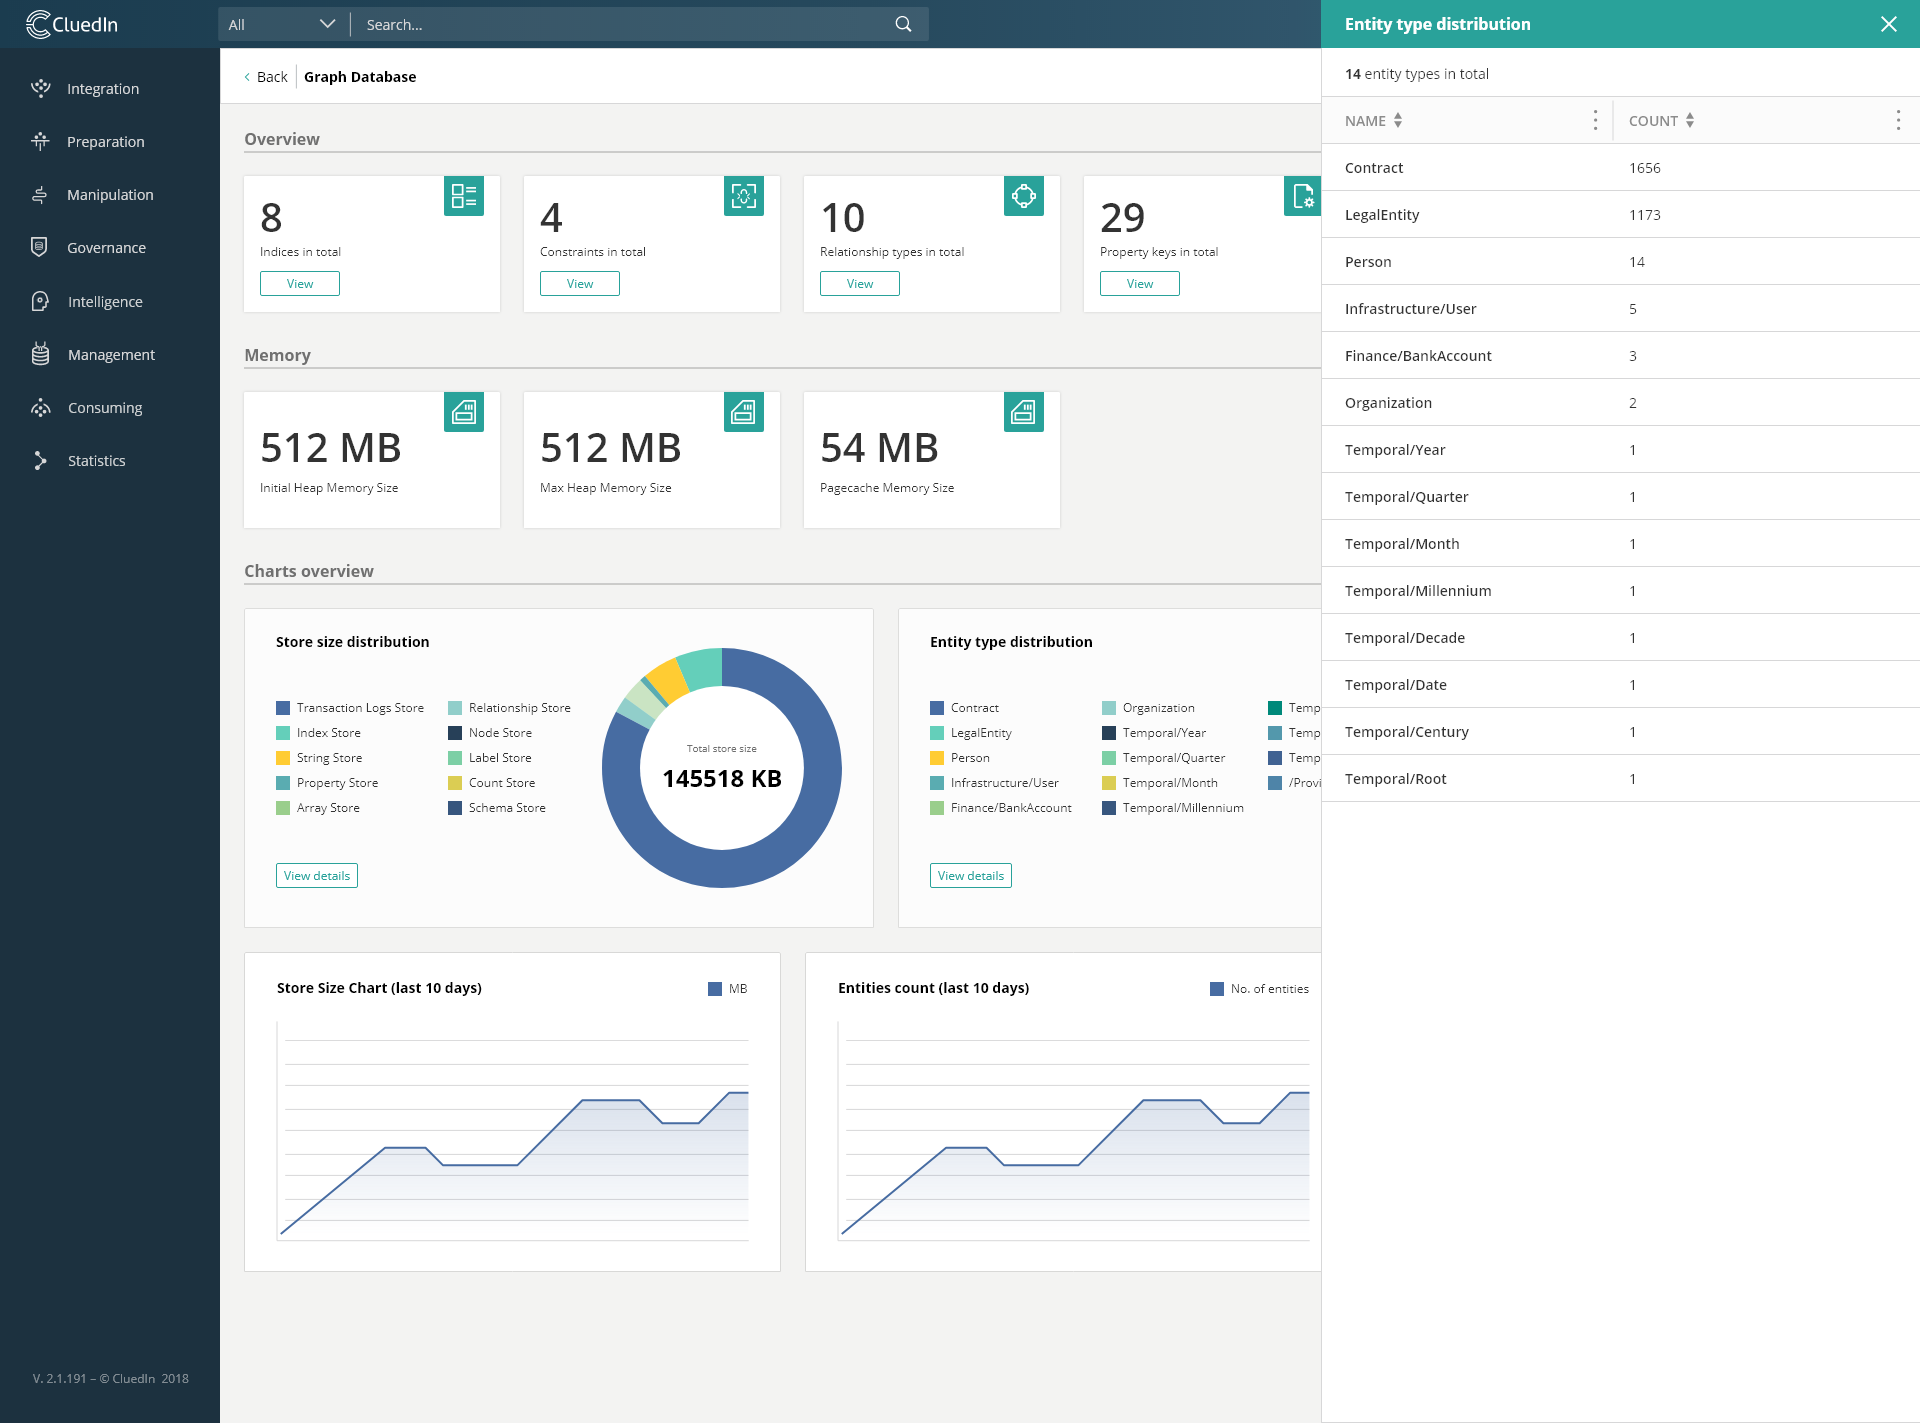 CluedIn
All
Search...
Integration
Preparation
Manipulation
Governance
Intelligence
Management
Consuming
Statistics
V. 2.1.191 – © CluedIn 2018
Back
Graph Database
Overview
8
Indices in total
View
4
Constraints in total
View
10
Relationship types in total
View
29
Property keys in total
View
Memory
512 MB
Initial Heap Memory Size
512 MB
Max Heap Memory Size
54 MB
Pagecache Memory Size
Charts overview
Store size distribution
Transaction Logs Store
Index Store
String Store
Property Store
Array Store
Relationship Store
Node Store
Label Store
Count Store
Schema Store
View details
Total store size
145518 KB
Entity type distribution
Contract
LegalEntity
Person
Infrastructure/User
Finance/BankAccount
Organization
Temporal/Year
Temporal/Quarter
Temporal/Month
Temporal/Millennium
Temp
Temp
Temp
/Provi
View details
Store Size Chart (last 10 days)
MB
Entities count (last 10 days)
No. of entities
Entity type distribution
14 entity types in total
NAME COUNT
Contract 1656
LegalEntity 1173
Person 14
Infrastructure/User 5
Finance/BankAccount 3
Organization 2
Temporal/Year 1
Temporal/Quarter 1
Temporal/Month 1
Temporal/Millennium 1
Temporal/Decade 1
Temporal/Date 1
Temporal/Century 1
Temporal/Root 1